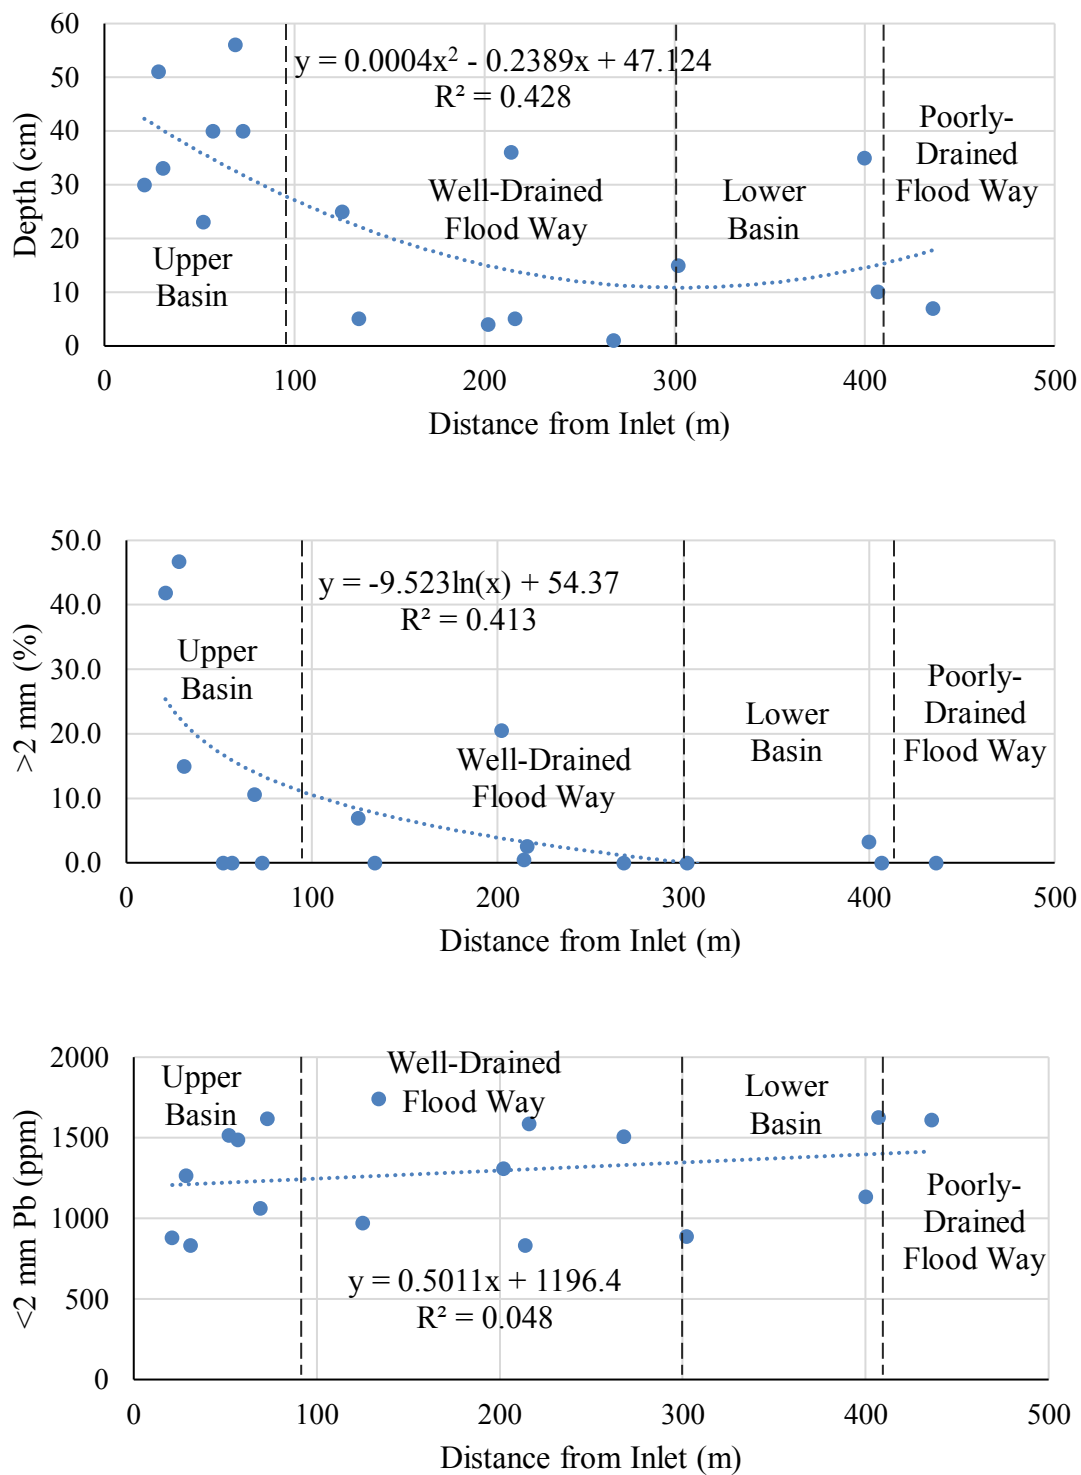 60
50
40
30
20
10
0
Depth (cm)
y = 0.0004x² - 0.2389x + 47.124
R² = 0.428
Upper
Basin
Well-Drained
Flood Way
Lower
Basin
Poorly-
Drained
Flood Way
0 100 200 300 400 500
Distance from Inlet (m)
50.0
40.0
30.0
20.0
10.0
0.0
>2 mm (%)
y = -9.523ln(x) + 54.37
R² = 0.413
Upper
Basin
Well-Drained
Flood Way
Lower
Basin
Poorly-
Drained
Flood Way
0 100 200 300 400 500
Distance from Inlet (m)
2000
1500
1000
500
0
<2 mm Pb (ppm)
Upper
Basin
Well-Drained
Flood Way
Lower
Basin
Poorly-
Drained
Flood Way
y = 0.5011x + 1196.4
R² = 0.048
0 100 200 300 400 500
Distance from Inlet (m)